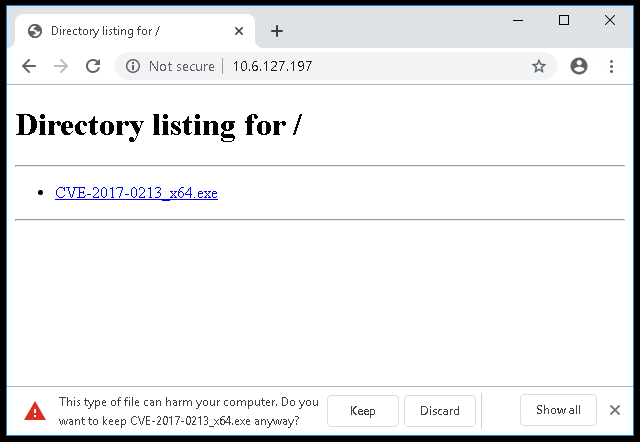 Directory listing for /
Not secure | 10.6.127.197
Directory listing for /
CVE-2017-0213_x64.exe
This type of file can harm your computer. Do you
want to keep CVE-2017-0213_x64.exe anyway?
Keep
Discard
Show all